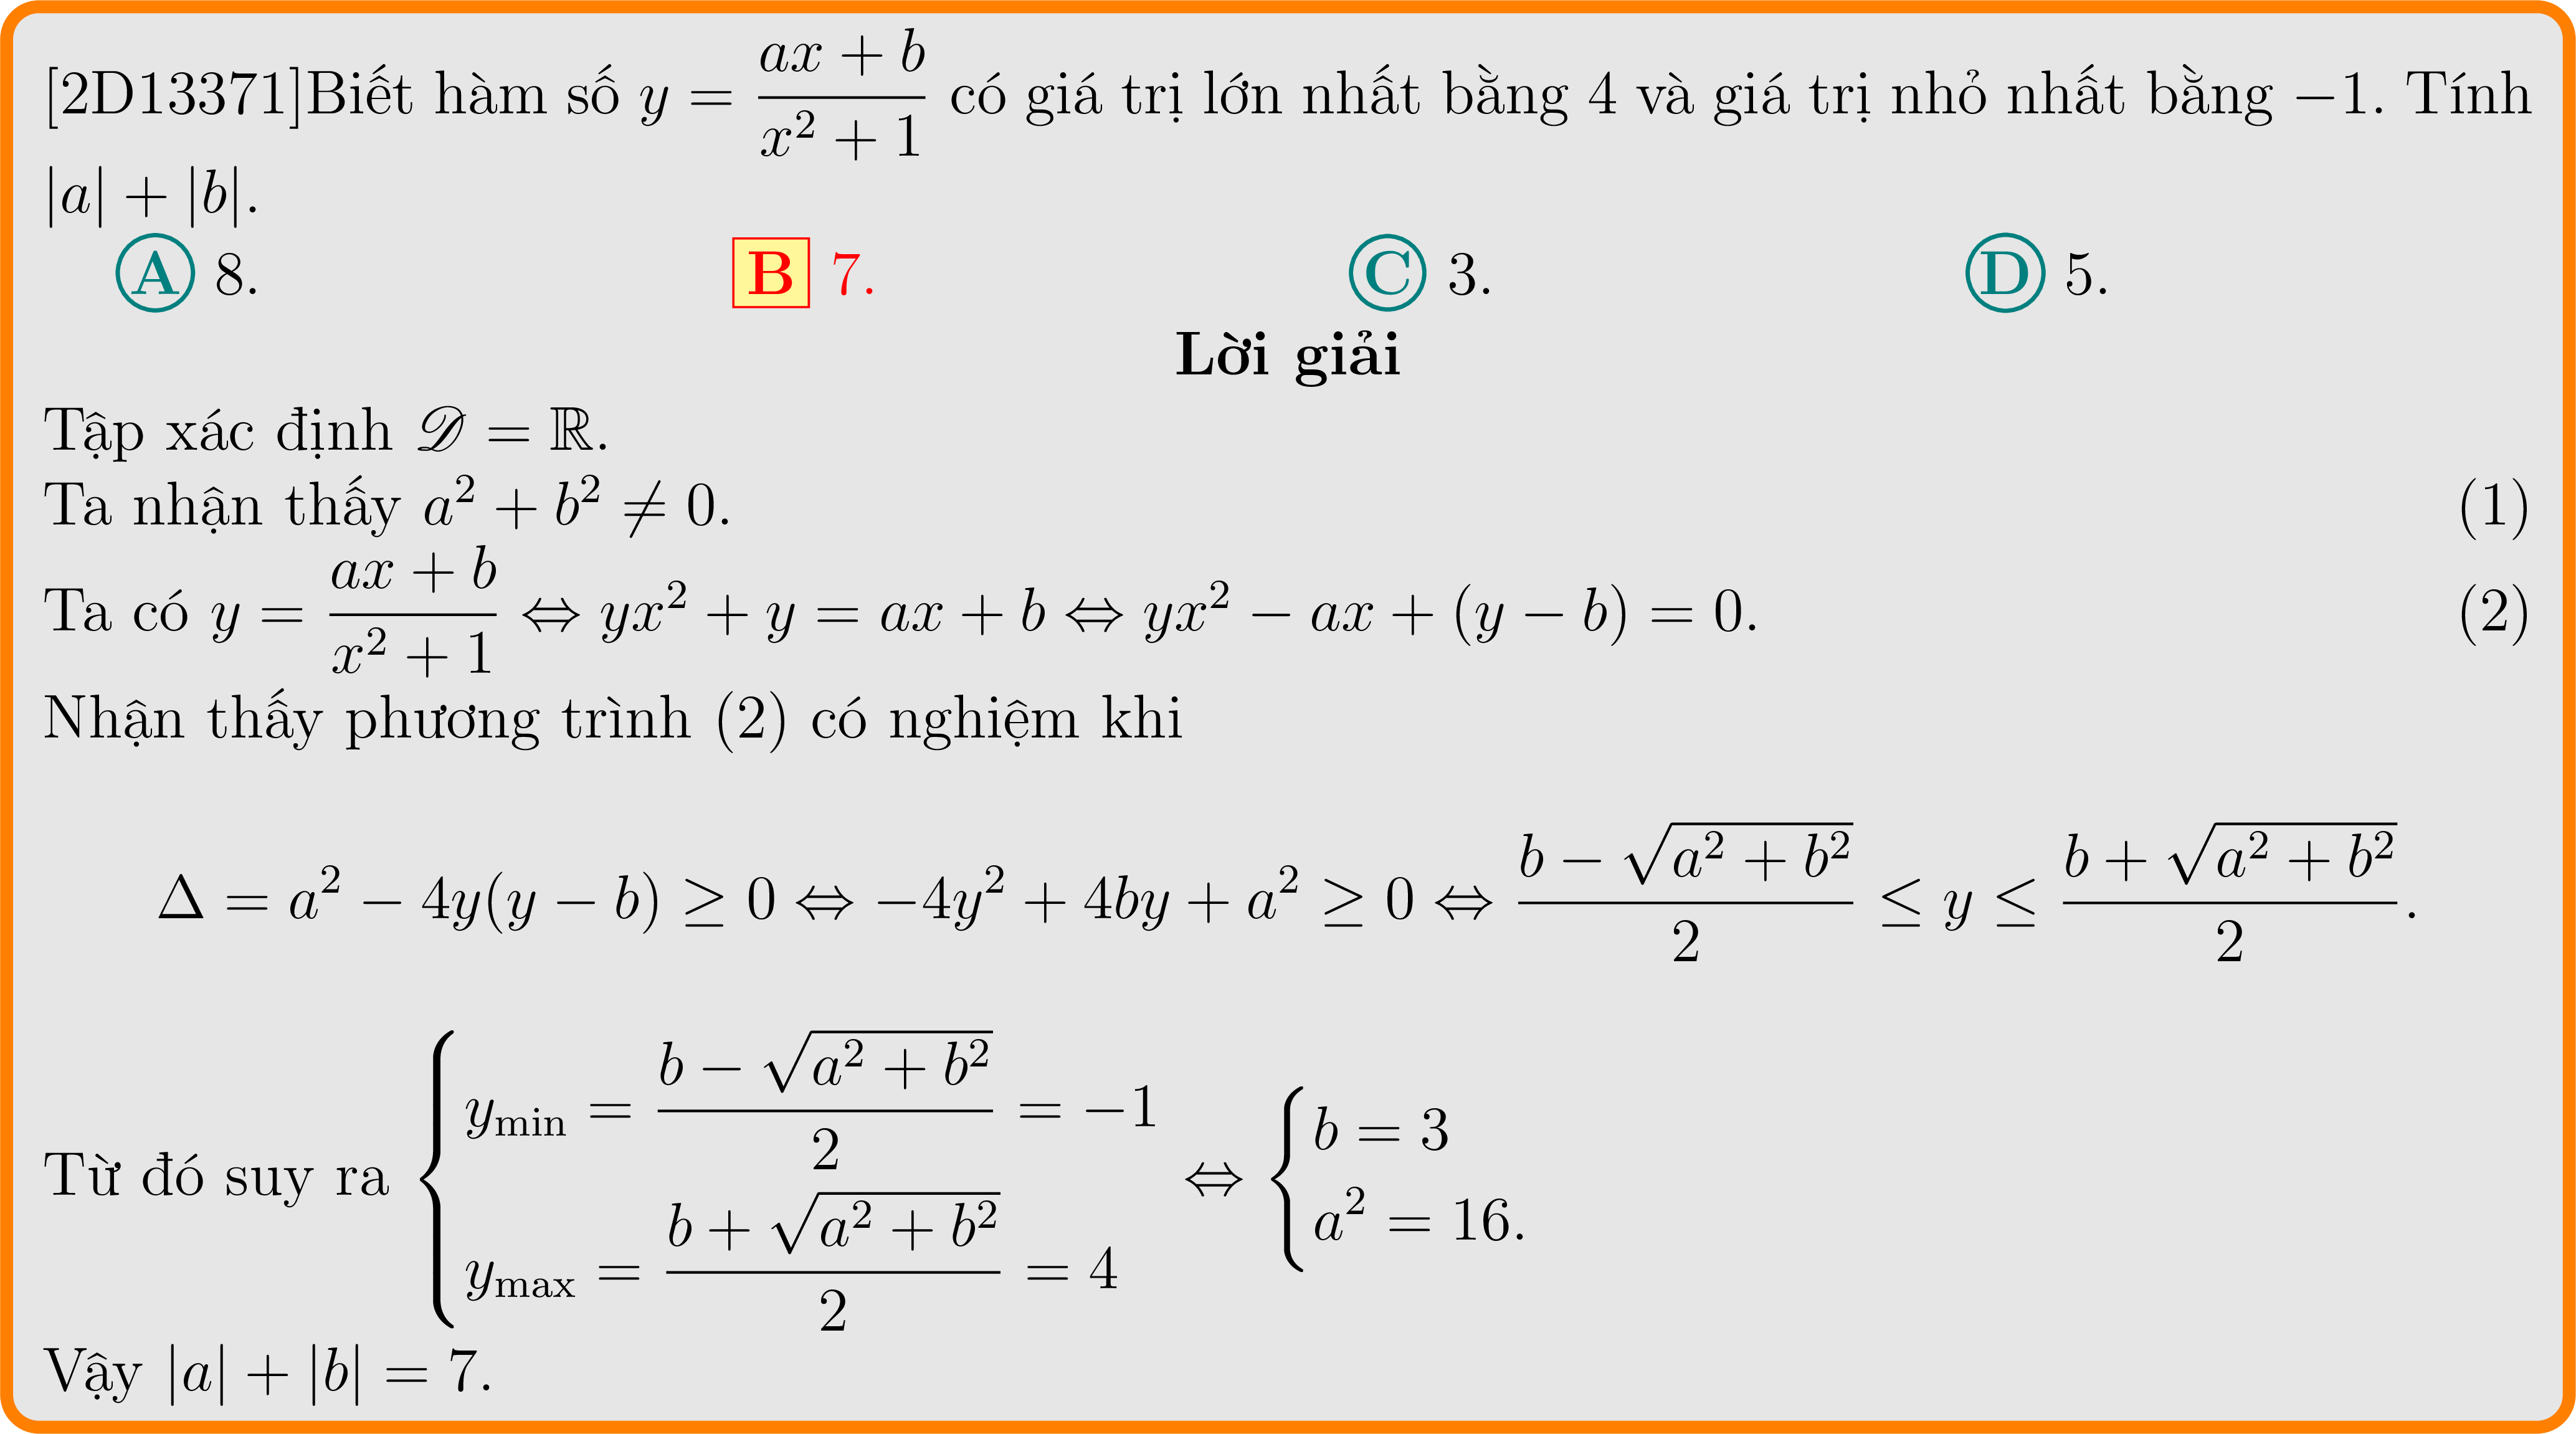 [2D13371]Biết hàm số $y = \dfrac{ax + b}{x^2 + 1}$ có giá trị lớn nhất bằng 4 và giá trị nhỏ nhất bằng −1. Tính
$|a| + |b|$.
A 8. B 7. C 3. D 5.
Lời giải
Tập xác định $\mathscr{D} = \mathbb{R}$.
Ta nhận thấy $a^2 + b^2 \neq 0$. (1)
Ta có $y = \dfrac{ax + b}{x^2 + 1} \Leftrightarrow yx^2 + y = ax + b \Leftrightarrow yx^2 - ax + (y - b) = 0$. (2)
Nhận thấy phương trình (2) có nghiệm khi
$\Delta = a^2 - 4y(y - b) \geq 0 \Leftrightarrow -4y^2 + 4by + a^2 \geq 0 \Leftrightarrow \dfrac{b - \sqrt{a^2 + b^2}}{2} \leq y \leq \dfrac{b + \sqrt{a^2 + b^2}}{2}$.
Từ đó suy ra $\begin{cases} y_{\min} = \dfrac{b - \sqrt{a^2 + b^2}}{2} = -1 \\ y_{\max} = \dfrac{b + \sqrt{a^2 + b^2}}{2} = 4 \end{cases} \Leftrightarrow \begin{cases} b = 3 \\ a^2 = 16. \end{cases}$
Vậy $|a| + |b| = 7$.